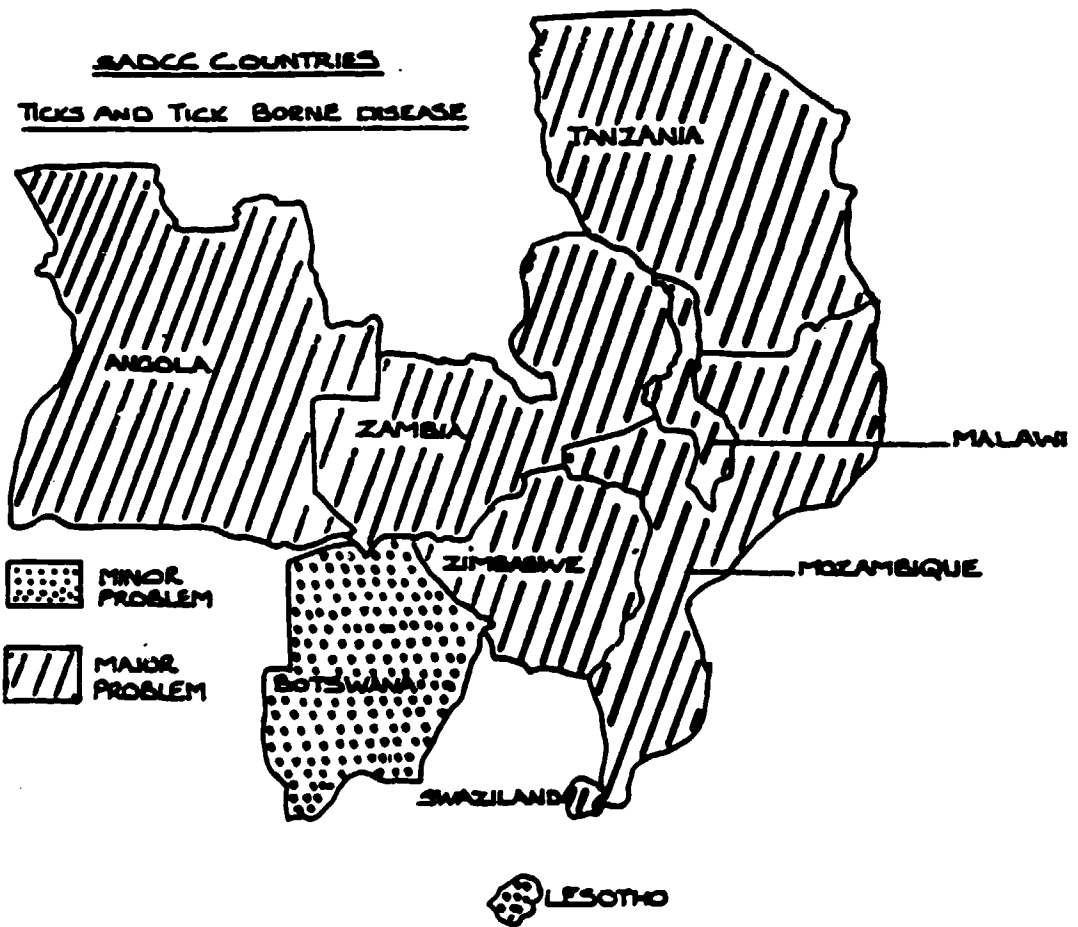 SADCC COUNTRIES
TICKS AND TICK BORNE DISEASE
TANZANIA
ANGOLA
ZAMBIA
MALAWI
ZIMBABWE
MOZAMBIQUE
MINOR
PROBLEM
MAJOR
PROBLEM
BOTSWANA
SWAZILAND
LESOTHO